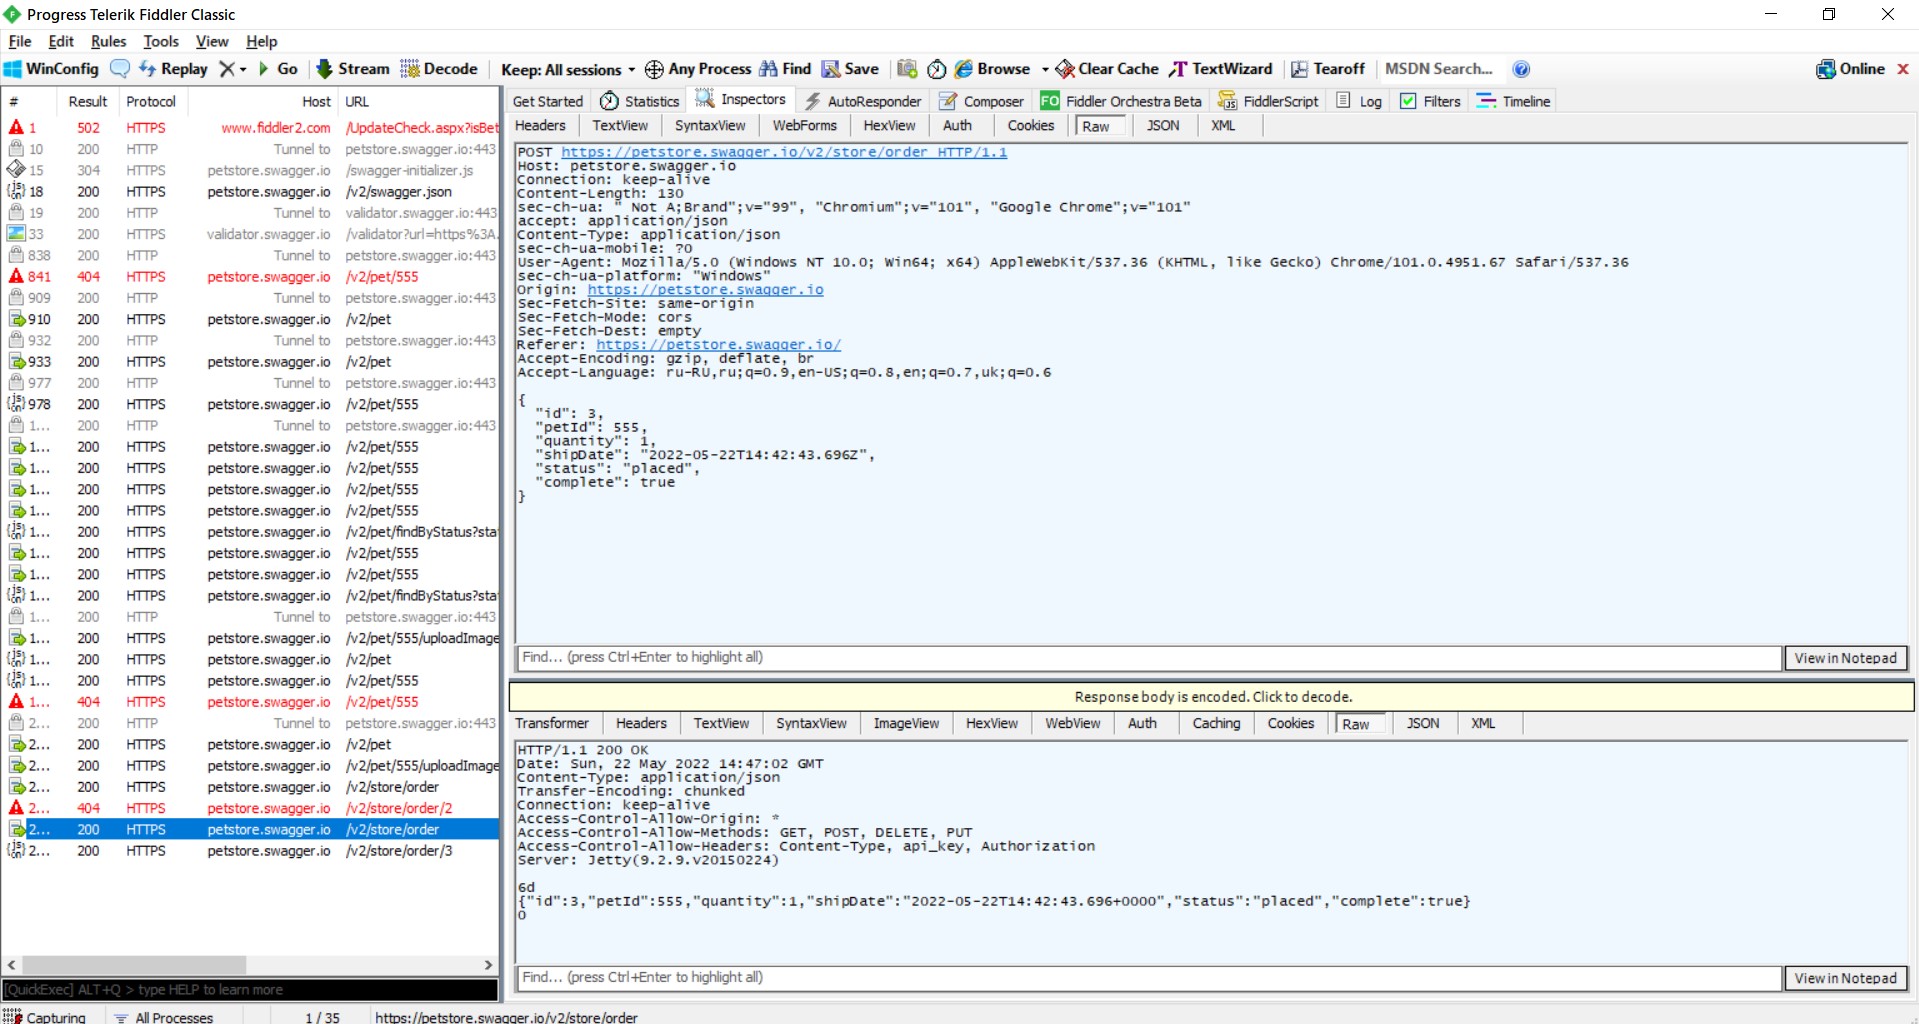 Progress Telerik Fiddler Classic
File Edit Rules Tools View Help
WinConfig Replay Go Stream Decode Keep: All sessions Any Process Find Save Browse Clear Cache TextWizard Tearoff MSDN Search... Online
# Result Protocol Host URL
1 502 HTTPS www.fiddler2.com /UpdateCheck.aspx?isBet
10 200 HTTP Tunnel to petstore.swagger.io:443
15 304 HTTPS petstore.swagger.io /swagger-initializer.js
18 200 HTTPS petstore.swagger.io /v2/swagger.json
19 200 HTTP Tunnel to validator.swagger.io:443
33 200 HTTPS validator.swagger.io /validator?url=https%3A.
838 200 HTTP Tunnel to petstore.swagger.io:443
841 404 HTTPS petstore.swagger.io /v2/pet/555
909 200 HTTP Tunnel to petstore.swagger.io:443
910 200 HTTPS petstore.swagger.io /v2/pet
932 200 HTTP Tunnel to petstore.swagger.io:443
933 200 HTTPS petstore.swagger.io /v2/pet
977 200 HTTP Tunnel to petstore.swagger.io:443
978 200 HTTPS petstore.swagger.io /v2/pet/555
1... 200 HTTP Tunnel to petstore.swagger.io:443
1... 200 HTTPS petstore.swagger.io /v2/pet/555
1... 200 HTTPS petstore.swagger.io /v2/pet/555
1... 200 HTTPS petstore.swagger.io /v2/pet/555
1... 200 HTTPS petstore.swagger.io /v2/pet/555
1... 200 HTTPS petstore.swagger.io /v2/pet/findByStatus?sta
1... 200 HTTPS petstore.swagger.io /v2/pet/555
1... 200 HTTPS petstore.swagger.io /v2/pet/555
1... 200 HTTPS petstore.swagger.io /v2/pet/findByStatus?sta
1... 200 HTTP Tunnel to petstore.swagger.io:443
1... 200 HTTPS petstore.swagger.io /v2/pet/555/uploadImage
1... 200 HTTPS petstore.swagger.io /v2/pet
1... 200 HTTPS petstore.swagger.io /v2/pet/555
1... 404 HTTPS petstore.swagger.io /v2/pet/555
2... 200 HTTP Tunnel to petstore.swagger.io:443
2... 200 HTTPS petstore.swagger.io /v2/pet
2... 200 HTTPS petstore.swagger.io /v2/pet/555/uploadImage
2... 200 HTTPS petstore.swagger.io /v2/store/order
2... 404 HTTPS petstore.swagger.io /v2/store/order/2
2... 200 HTTPS petstore.swagger.io /v2/store/order
2... 200 HTTPS petstore.swagger.io /v2/store/order/3
[QuickExec] ALT+Q > type HELP to learn more
Get Started Statistics Inspectors AutoResponder Composer FO Fiddler Orchestra Beta FiddlerScript Log Filters Timeline
Headers TextView SyntaxView WebForms HexView Auth Cookies Raw JSON XML
POST https://petstore.swagger.io/v2/store/order HTTP/1.1
Host: petstore.swagger.io
Connection: keep-alive
Content-Length: 130
sec-ch-ua: " Not A;Brand";v="99", "Chromium";v="101", "Google Chrome";v="101"
accept: application/json
Content-Type: application/json
sec-ch-ua-mobile: ?0
User-Agent: Mozilla/5.0 (Windows NT 10.0; Win64; x64) AppleWebKit/537.36 (KHTML, like Gecko) Chrome/101.0.4951.67 Safari/537.36
sec-ch-ua-platform: "Windows"
Origin: https://petstore.swagger.io
Sec-Fetch-Site: same-origin
Sec-Fetch-Mode: cors
Sec-Fetch-Dest: empty
Referer: https://petstore.swagger.io/
Accept-Encoding: gzip, deflate, br
Accept-Language: ru-RU,ru;q=0.9,en-US;q=0.8,en;q=0.7,uk;q=0.6
{
"id": 3,
"petId": 555,
"quantity": 1,
"shipDate": "2022-05-22T14:42:43.696Z",
"status": "placed",
"complete": true
}
Find... (press Ctrl+Enter to highlight all) View in Notepad
Response body is encoded. Click to decode.
Transformer Headers TextView SyntaxView ImageView HexView WebView Auth Caching Cookies Raw JSON XML
HTTP/1.1 200 OK
Date: Sun, 22 May 2022 14:47:02 GMT
Content-Type: application/json
Transfer-Encoding: chunked
Connection: keep-alive
Access-Control-Allow-Origin: *
Access-Control-Allow-Methods: GET, POST, DELETE, PUT
Access-Control-Allow-Headers: Content-Type, api_key, Authorization
Server: Jetty(9.2.9.v20150224)
6d
{"id":3,"petId":555,"quantity":1,"shipDate":"2022-05-22T14:42:43.696+0000","status":"placed","complete":true}
0
Find... (press Ctrl+Enter to highlight all) View in Notepad
Capturing All Processes 1 / 35 https://petstore.swagger.io/v2/store/order